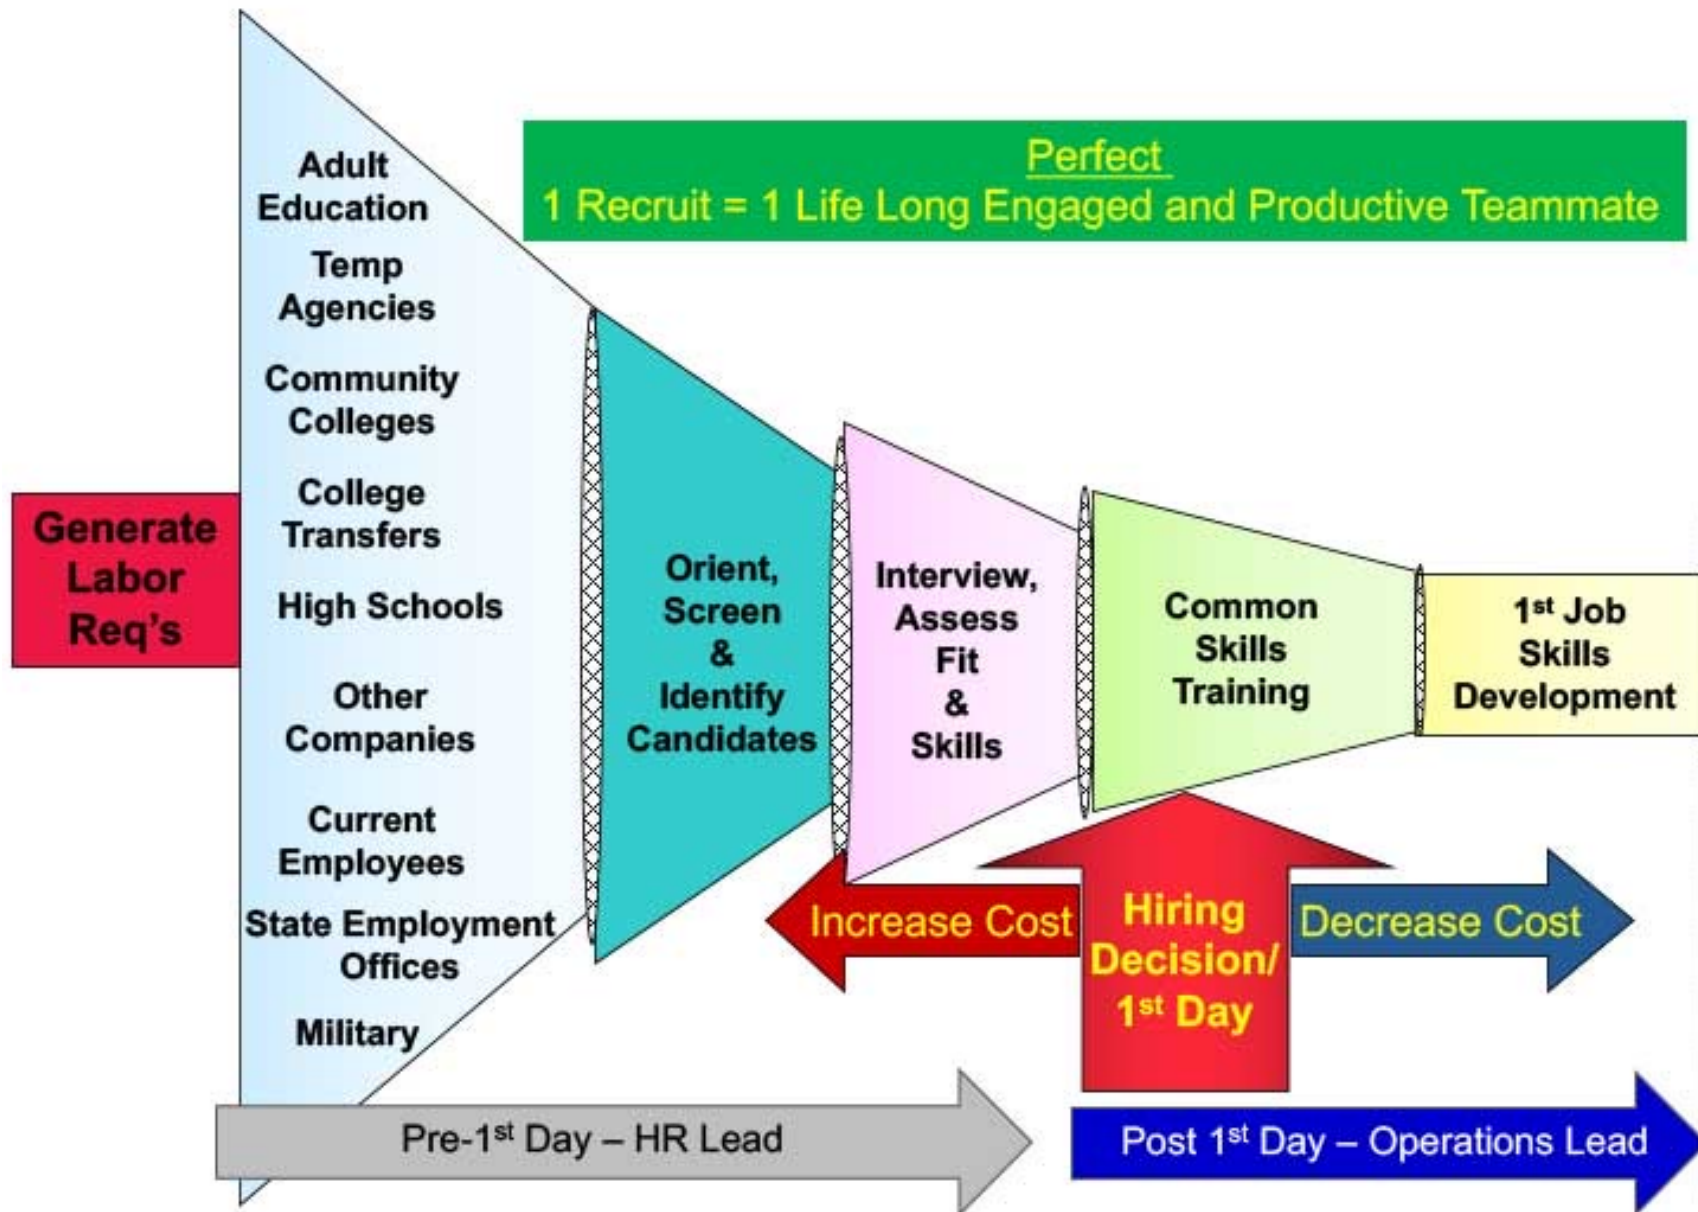 Perfect
1 Recruit = 1 Life Long Engaged and Productive Teammate
Generate
Labor
Req's
Adult
Education
Temp
Agencies
Community
Colleges
College
Transfers
High Schools
Other
Companies
Current
Employees
State Employment
Offices
Military
Orient,
Screen
&
Identify
Candidates
Interview,
Assess
Fit
&
Skills
Common
Skills
Training
1st Job
Skills
Development
Increase Cost
Hiring
Decision/
1st Day
Decrease Cost
Pre-1st Day – HR Lead
Post 1st Day – Operations Lead